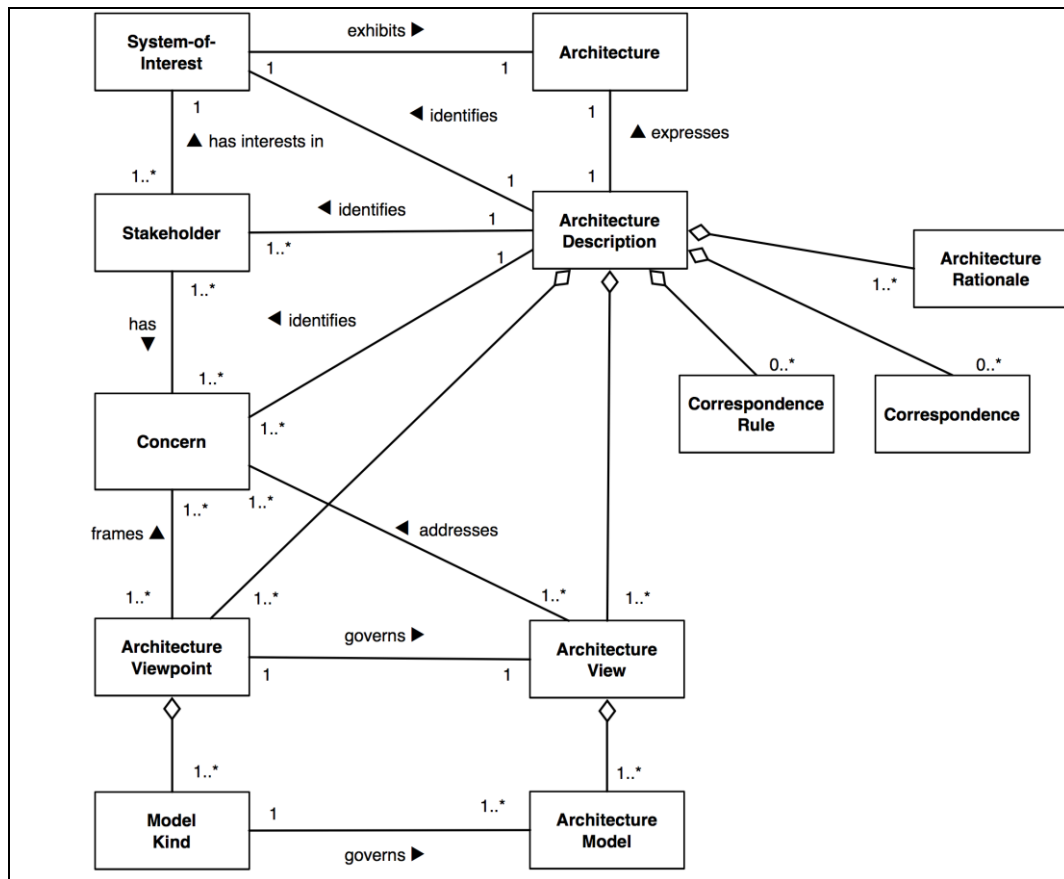 System-of-
Interest
exhibits ▶
Architecture
1
1
1
1
◀ identifies
▲ has interests in
▲ expresses
1..*
1
1
Stakeholder
◀ identifies
1
1..*
Architecture
Description
Architecture
Rationale
1..*
1..*
1
has
▼
◀ identifies
1..*
1..*
0..*
0..*
Concern
Correspondence
Rule
Correspondence
1..*
1..*
frames ▲
◀ addresses
1..*
1..*
1..*
1..*
Architecture
Viewpoint
governs ▶
1
1
Architecture
View
1..*
1..*
Model
Kind
1
1..*
governs ▶
Architecture
Model